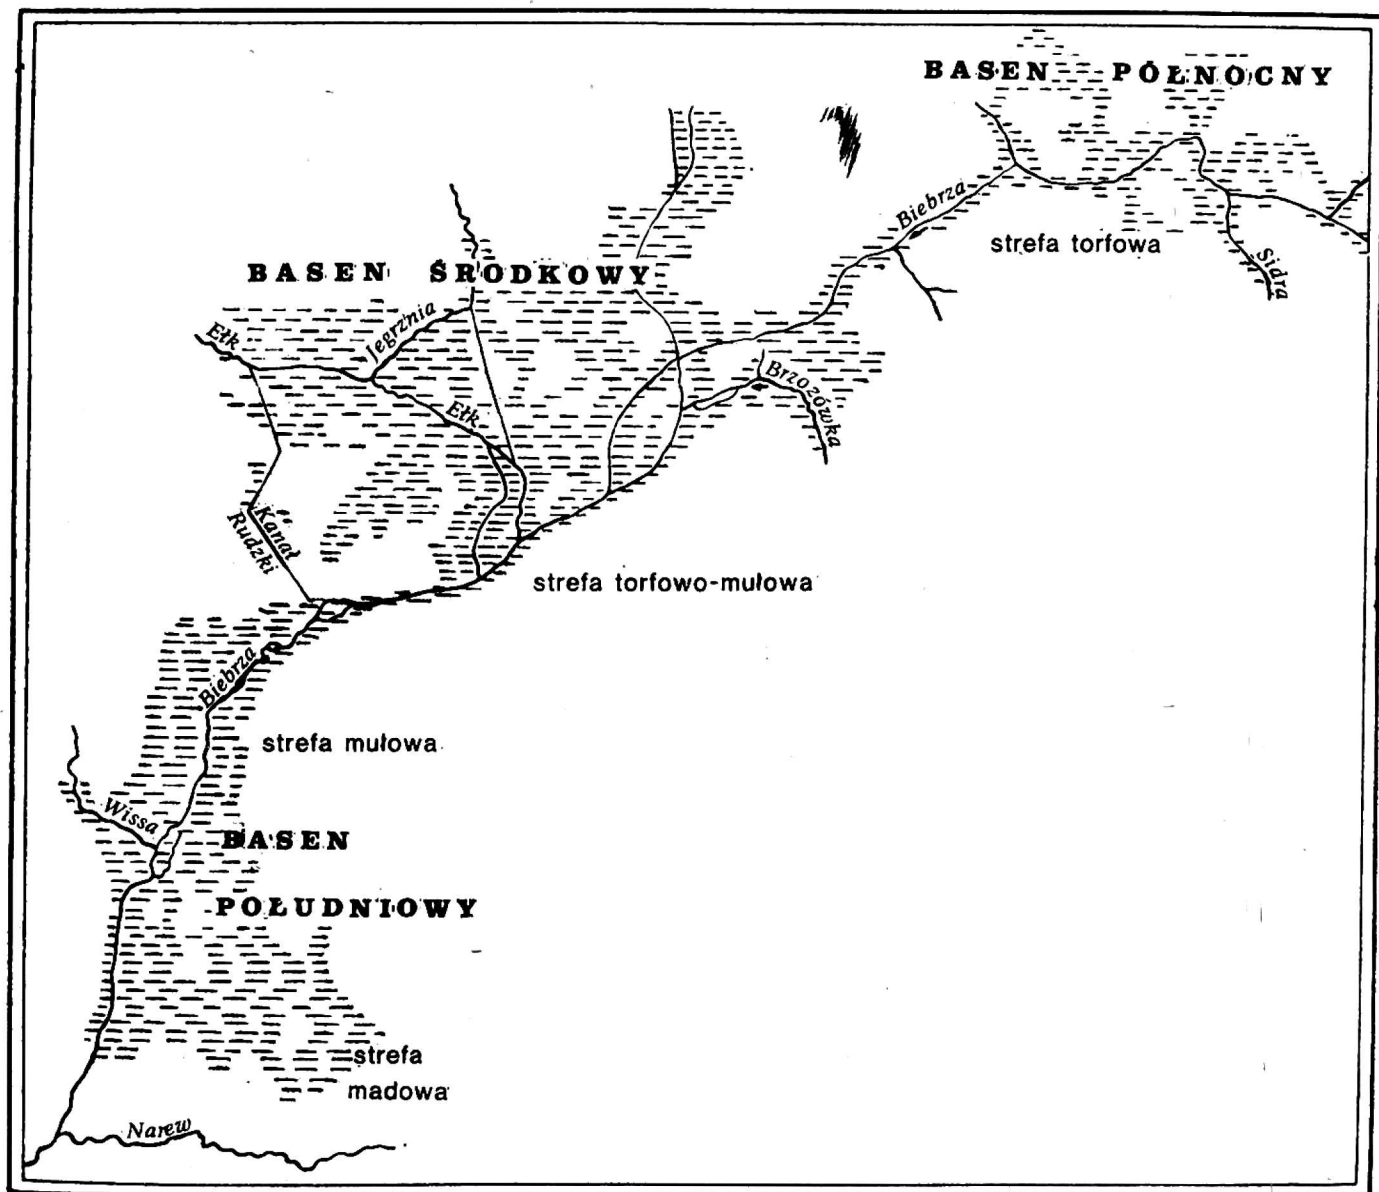 BASEN PÓŁNOCNY
Biebrza
strefa torfowa
Sidra
BASEN ŚRODKOWY
Jegrznia
Ełk
Brzozówka
Ełk
Kanał
Rudzki
strefa torfowo-mułowa
Biebrza
strefa mułowa
Wissa
BASEN
POŁUDNIOWY
strefa
madowa
Narew